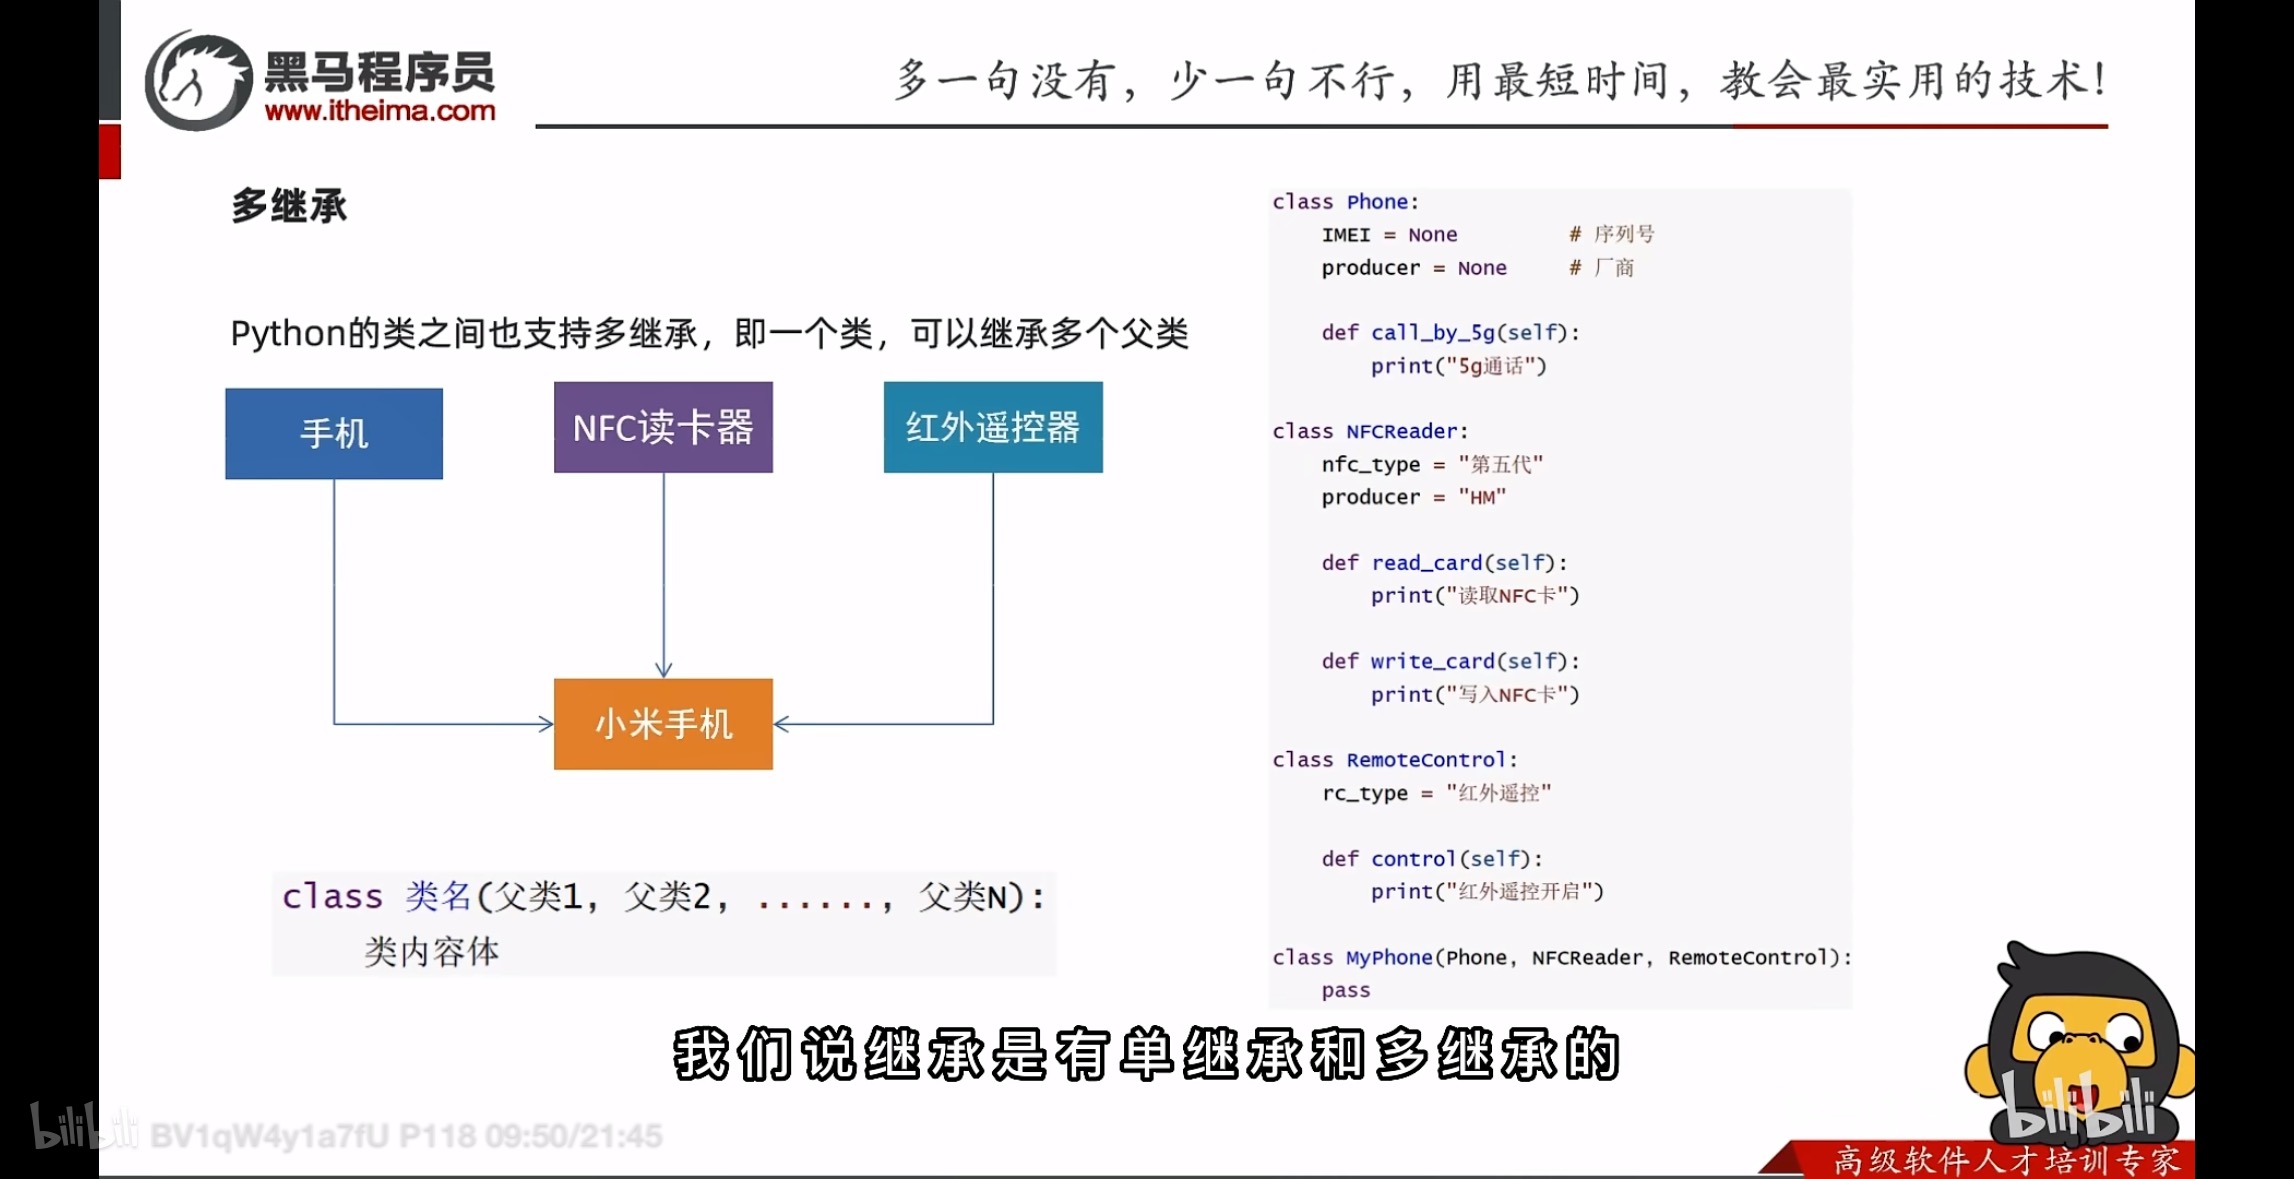 黑马程序员
www.itheima.com
多一句没有，少一句不行，用最短时间，教会最实用的技术！
多继承
Python的类之间也支持多继承，即一个类，可以继承多个父类
手机
NFC读卡器
红外遥控器
小米手机
class 类名(父类1, 父类2, ......, 父类N):
    类内容体
class Phone:
    IMEI = None         # 序列号
    producer = None     # 厂商
    def call_by_5g(self):
        print("5g通话")
class NFCReader:
    nfc_type = "第五代"
    producer = "HM"
    def read_card(self):
        print("读取NFC卡")
    def write_card(self):
        print("写入NFC卡")
class RemoteControl:
    rc_type = "红外遥控"
    def control(self):
        print("红外遥控开启")
class MyPhone(Phone, NFCReader, RemoteControl):
    pass
我们说继承是有单继承和多继承的
bilibili BV1qW4y1a7fU P118 09:50/21:45
bilibili
高级软件人才培训专家